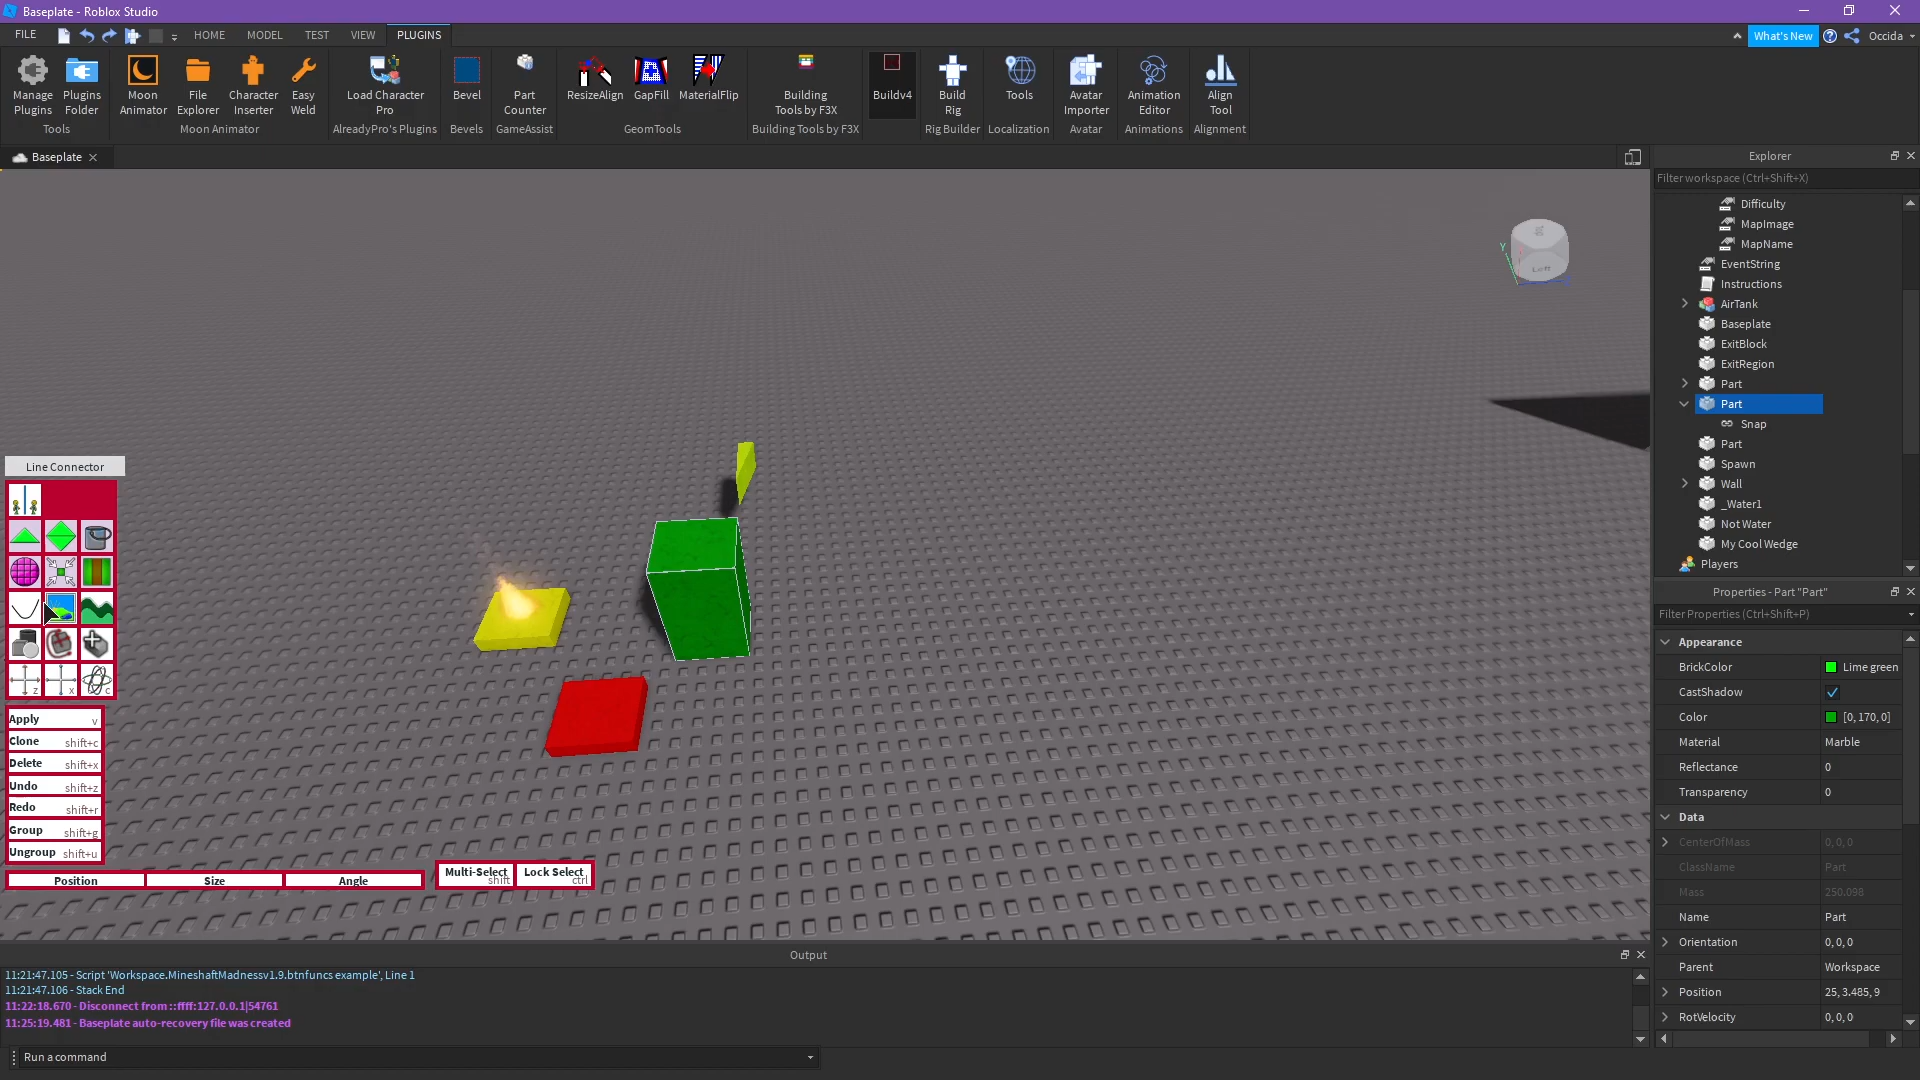 Baseplate - Roblox Studio
FILE
HOME
MODEL
TEST
VIEW
PLUGINS
What's New
Occida
Manage Plugins
Plugins Folder
Moon Animator
File Explorer
Character Inserter
Easy Weld
Load Character Pro
Bevel
Part Counter
ResizeAlign
GapFill
MaterialFlip
Building Tools by F3X
Buildv4
Build Rig
Tools
Avatar Importer
Animation Editor
Align Tool
Tools
Moon Animator
AlreadyPro's Plugins
Bevels
GameAssist
GeomTools
Building Tools by F3X
Rig Builder
Localization
Avatar
Animations
Alignment
Baseplate
Explorer
Filter workspace (Ctrl+Shift+X)
Difficulty
MapImage
MapName
EventString
Instructions
AirTank
Baseplate
ExitBlock
ExitRegion
Part
Part
Snap
Part
Spawn
Wall
_Water1
Not Water
My Cool Wedge
Players
Y
Left
Line Connector
z
x
c
Apply v
Clone shift+c
Delete shift+x
Undo shift+z
Redo shift+r
Group shift+g
Ungroup shift+u
Position
Size
Angle
Multi-Select shift
Lock Select ctrl
Properties - Part "Part"
Filter Properties (Ctrl+Shift+P)
Appearance
BrickColor Lime green
CastShadow
Color [0, 170, 0]
Material Marble
Reflectance 0
Transparency 0
Data
CenterOfMass 0, 0, 0
ClassName Part
Mass 250.098
Name Part
Orientation 0, 0, 0
Parent Workspace
Position 25, 3.485, 9
RotVelocity 0, 0, 0
Output
11:21:47.105 - Script 'Workspace.MineshaftMadnessv1.9.btnfuncs example', Line 1
11:21:47.106 - Stack End
11:22:18.670 - Disconnect from ::ffff:127.0.0.1|54761
11:25:19.481 - Baseplate auto-recovery file was created
Run a command